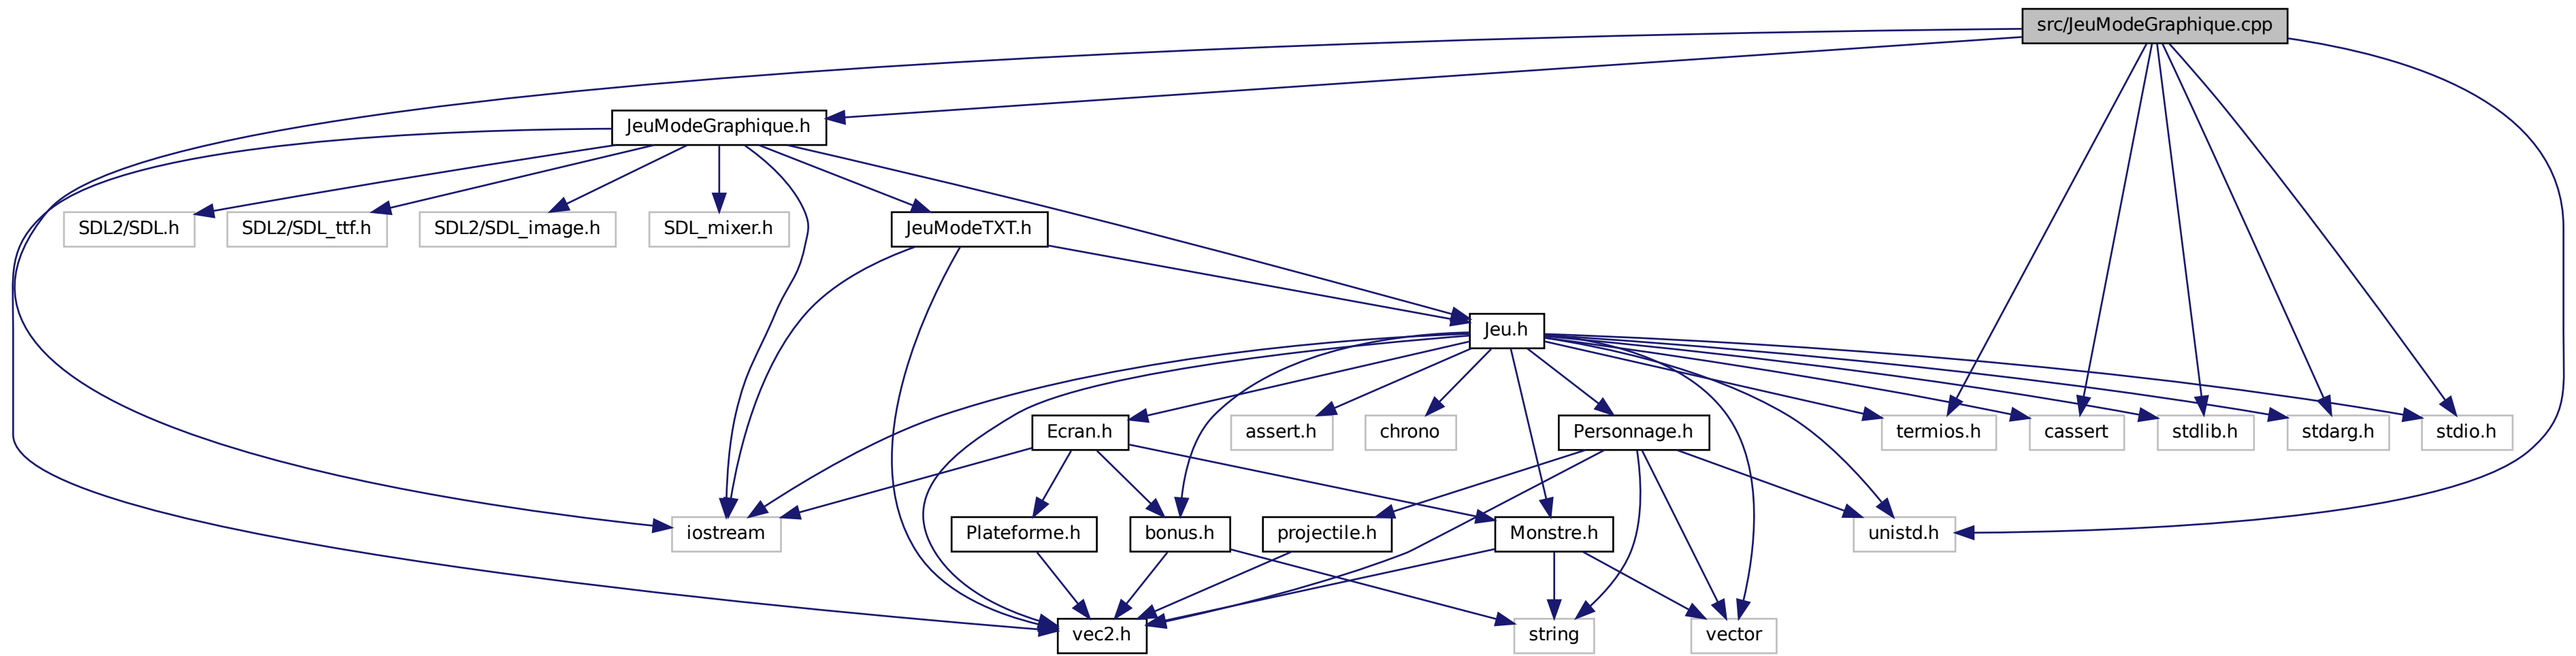 src/JeuModeGraphique.cpp
JeuModeGraphique.h
SDL2/SDL.h
SDL2/SDL_ttf.h
SDL2/SDL_image.h
SDL_mixer.h
JeuModeTXT.h
Jeu.h
Ecran.h
assert.h
chrono
Personnage.h
termios.h
cassert
stdlib.h
stdarg.h
stdio.h
iostream
Plateforme.h
bonus.h
projectile.h
Monstre.h
unistd.h
vec2.h
string
vector